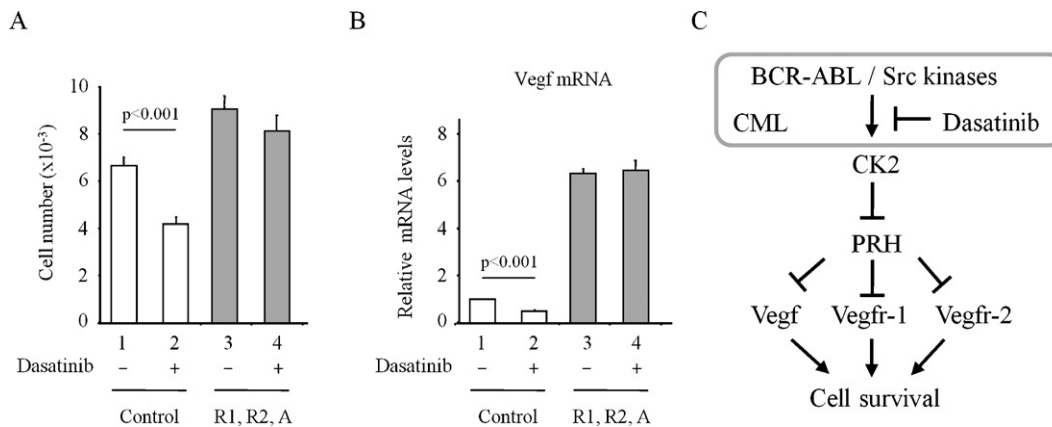 A
Cell number (x10⁻³)
10
8
6
4
2
0
p<0.001
1 2 3 4
Dasatinib − + − +
Control R1, R2, A
B
Vegf mRNA
Relative mRNA levels
8
6
4
2
0
p<0.001
1 2 3 4
Dasatinib − + − +
Control R1, R2, A
C
BCR-ABL / Src kinases
CML Dasatinib
CK2
PRH
Vegf Vegfr-1 Vegfr-2
Cell survival